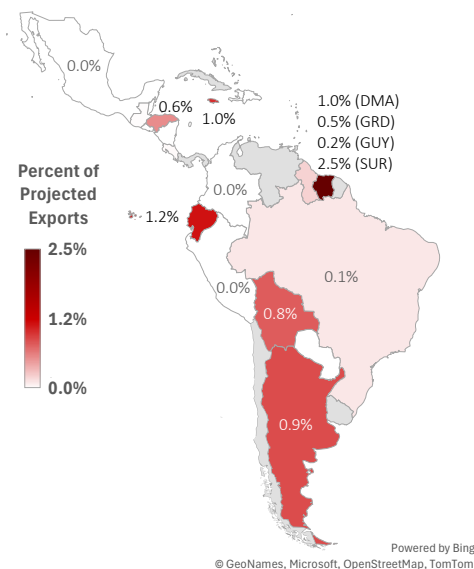 0.0%
0.6%
1.0%
1.0% (DMA)
0.5% (GRD)
0.2% (GUY)
2.5% (SUR)
Percent of
Projected
Exports
0.0%
1.2%
2.5%
0.1%
1.2%
0.0%
0.8%
0.0%
0.9%
Powered by Bing
© GeoNames, Microsoft, OpenStreetMap, TomTom